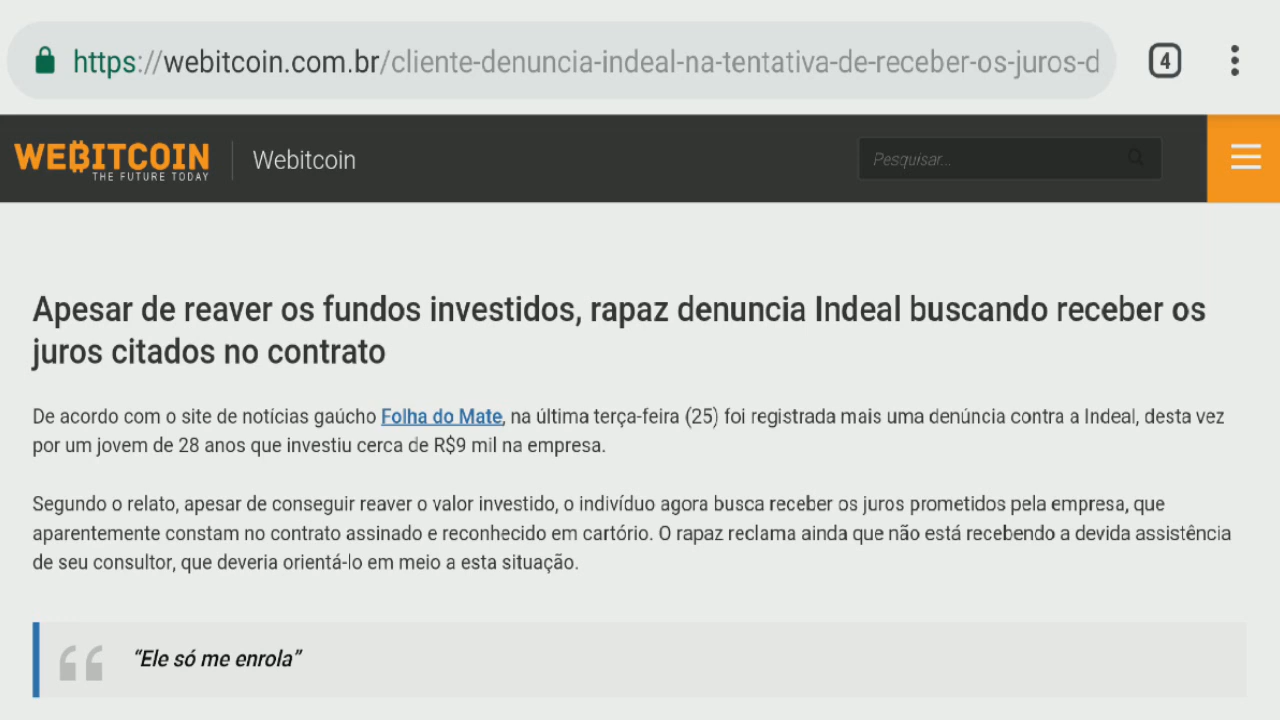 https://webitcoin.com.br/cliente-denuncia-indeal-na-tentativa-de-receber-os-juros-d
4
WEBITCOIN
THE FUTURE TODAY
Webitcoin
Pesquisar...
Apesar de reaver os fundos investidos, rapaz denuncia Indeal buscando receber os
juros citados no contrato
De acordo com o site de notícias gaúcho Folha do Mate, na última terça-feira (25) foi registrada mais uma denúncia contra a Indeal, desta vez
por um jovem de 28 anos que investiu cerca de R$9 mil na empresa.
Segundo o relato, apesar de conseguir reaver o valor investido, o indivíduo agora busca receber os juros prometidos pela empresa, que
aparentemente constam no contrato assinado e reconhecido em cartório. O rapaz reclama ainda que não está recebendo a devida assistência
de seu consultor, que deveria orientá-lo em meio a esta situação.
“Ele só me enrola”